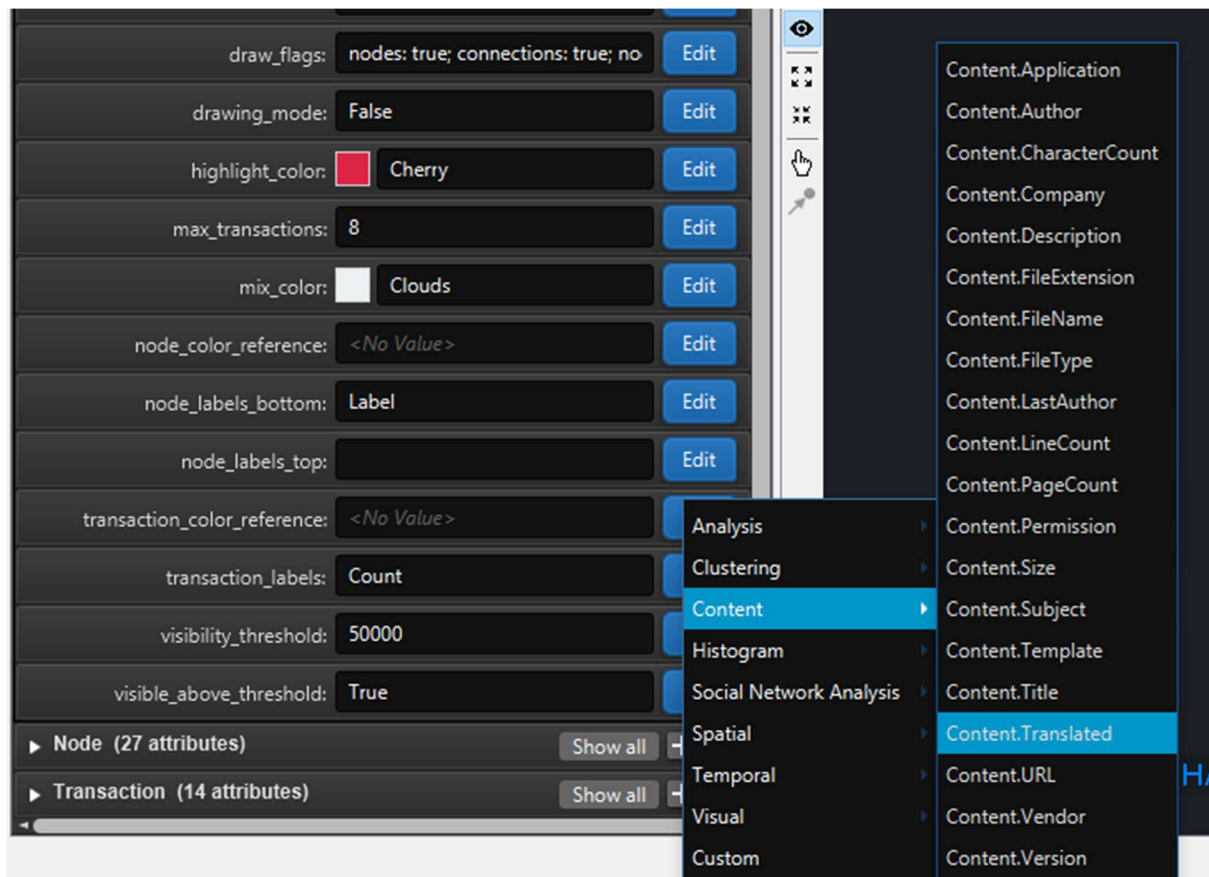 draw_flags: nodes: true; connections: true; no Edit
drawing_mode: False Edit
highlight_color: Cherry Edit
max_transactions: 8 Edit
mix_color: Clouds Edit
node_color_reference: <No Value> Edit
node_labels_bottom: Label Edit
node_labels_top: Edit
transaction_color_reference: <No Value>
transaction_labels: Count
visibility_threshold: 50000
visible_above_threshold: True
Node (27 attributes) Show all
Transaction (14 attributes) Show all
Analysis
Clustering
Content
Histogram
Social Network Analysis
Spatial
Temporal
Visual
Custom
Content.Application
Content.Author
Content.CharacterCount
Content.Company
Content.Description
Content.FileExtension
Content.FileName
Content.FileType
Content.LastAuthor
Content.LineCount
Content.PageCount
Content.Permission
Content.Size
Content.Subject
Content.Template
Content.Title
Content.Translated
Content.URL
Content.Vendor
Content.Version